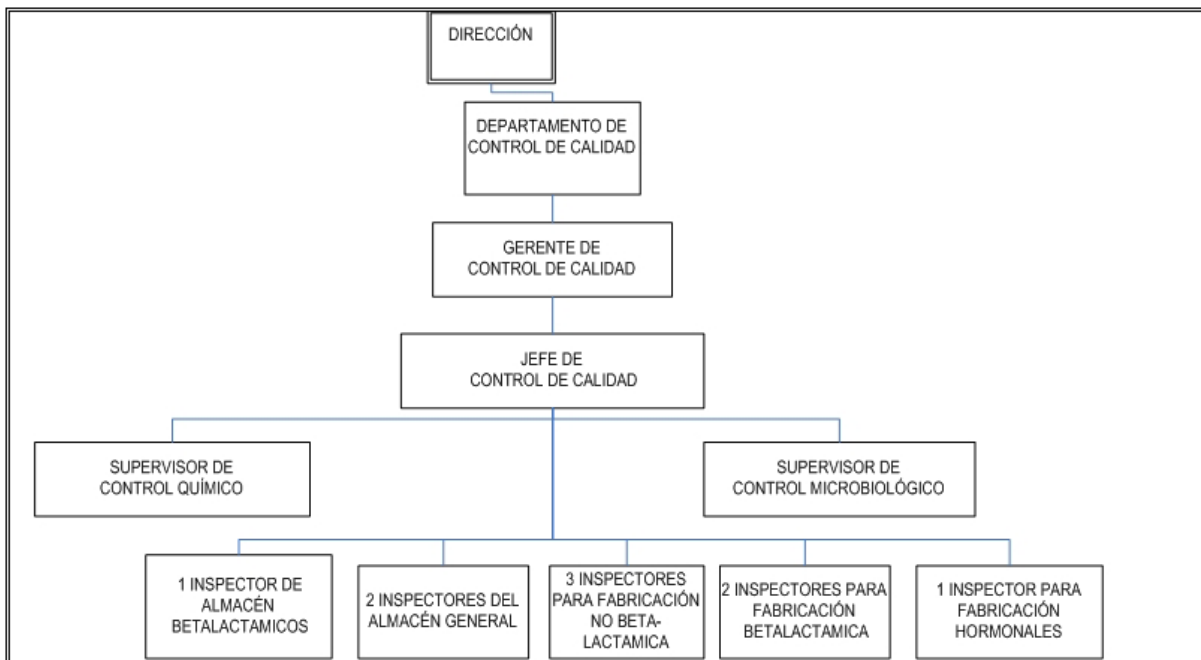 DIRECCIÓN
DEPARTAMENTO DE
CONTROL DE CALIDAD
GERENTE DE
CONTROL DE CALIDAD
JEFE DE
CONTROL DE CALIDAD
SUPERVISOR DE
CONTROL QUÍMICO
SUPERVISOR DE
CONTROL MICROBIOLÓGICO
1 INSPECTOR DE
ALMACÉN
BETALACTAMICOS
2 INSPECTORES DEL
ALMACÉN GENERAL
3 INSPECTORES
PARA FABRICACIÓN
NO BETA-
LACTAMICA
2 INSPECTORES PARA
FABRICACIÓN
BETALACTAMICA
1 INSPECTOR PARA
FABRICACIÓN
HORMONALES